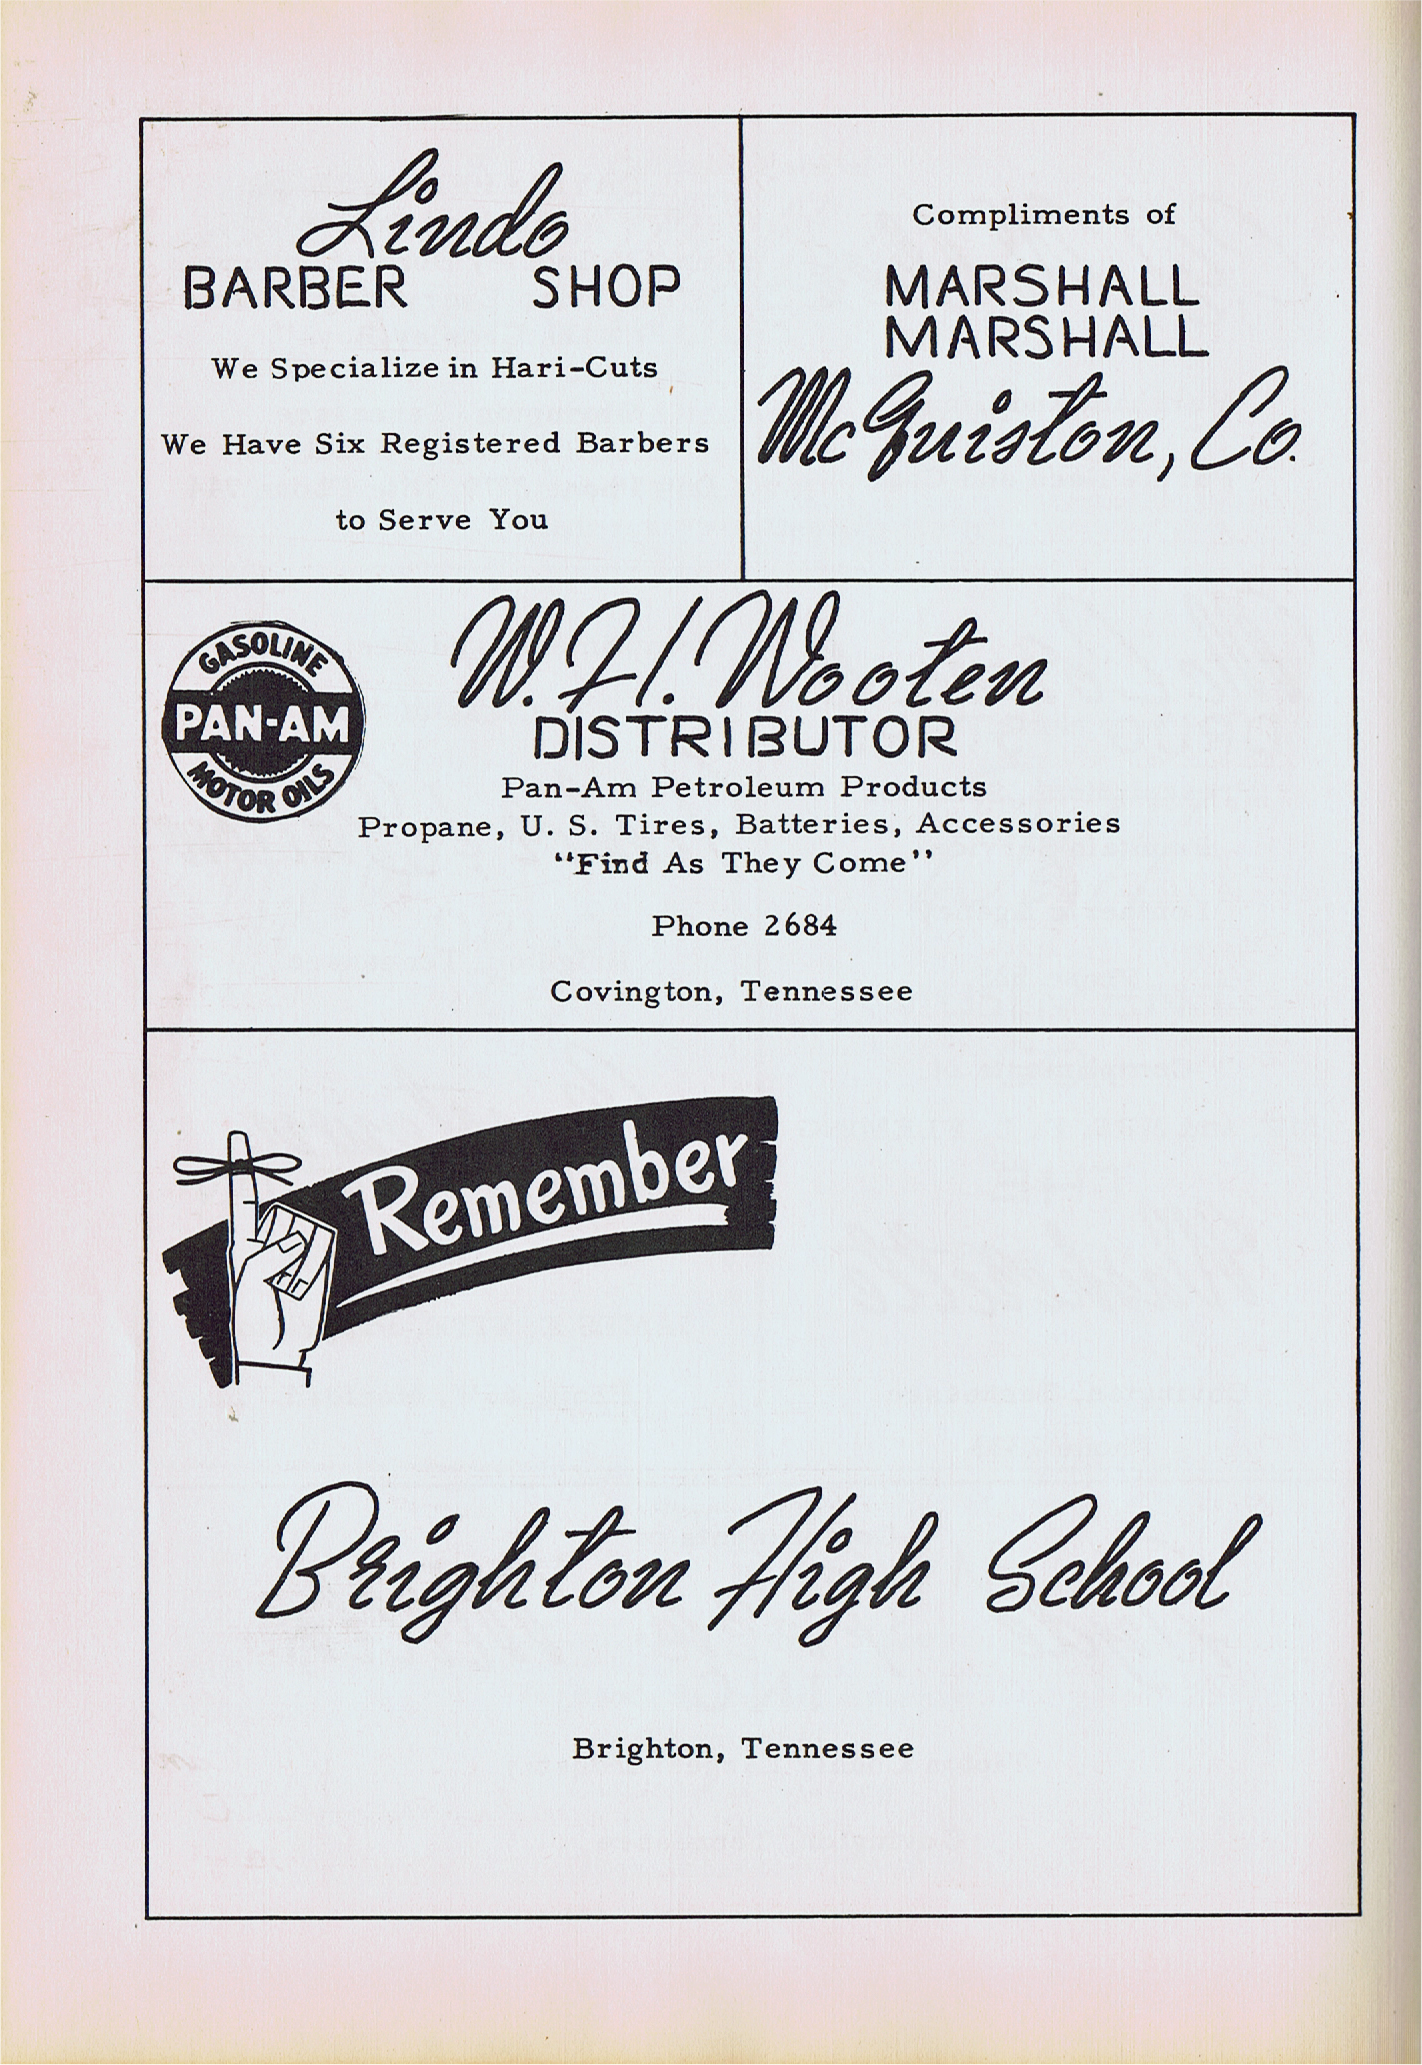 Lindo
BARBER SHOP
We Specialize in Hari-Cuts
We Have Six Registered Barbers
to Serve You
Compliments of
MARSHALL
MARSHALL
McQuiston, Co.
GASOLINE
PAN-AM
MOTOR OILS
W. H. Wooten
DISTRIBUTOR
Pan-Am Petroleum Products
Propane, U. S. Tires, Batteries, Accessories
"Find As They Come"
Phone 2684
Covington, Tennessee
Remember
Brighton High School
Brighton, Tennessee